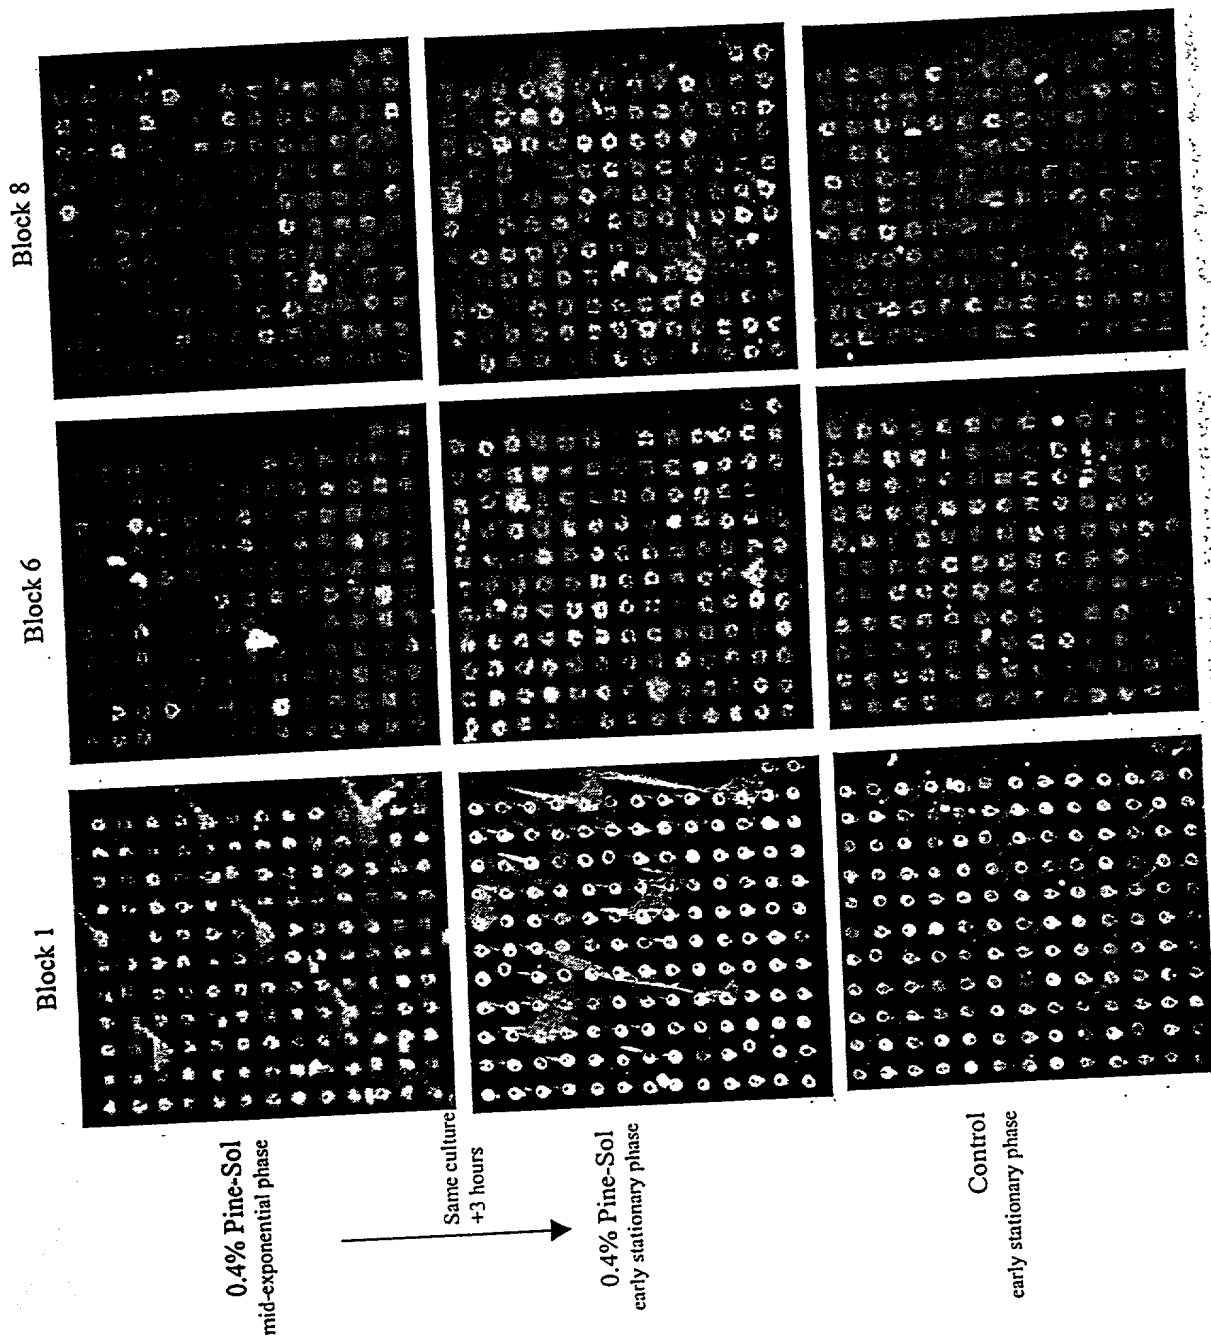 Block 1
Block 6
Block 8
0.4% Pine-Sol
mid-exponential phase
Same culture
+3 hours
0.4% Pine-Sol
early stationary phase
Control
early stationary phase